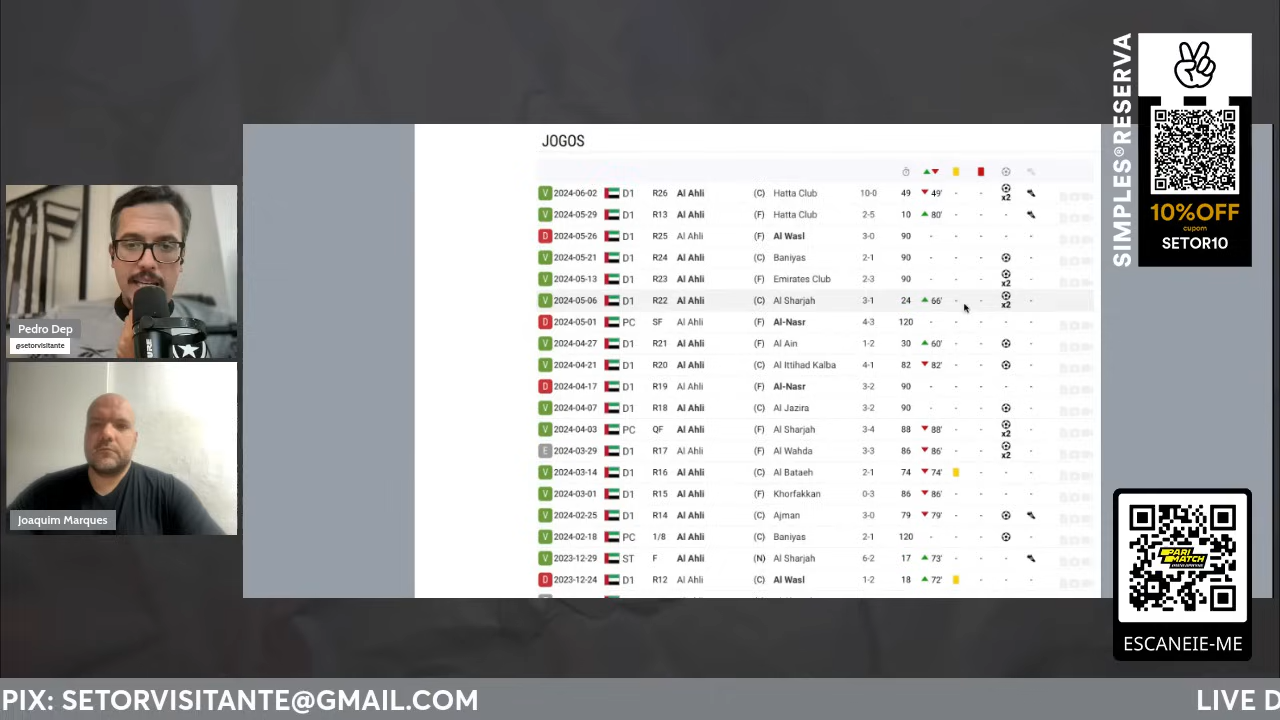 Pedro Dep
@setorvisitante
Joaquim Marques
JOGOS
V 2024-06-02 D1 R26 Al Ahli (C) Hatta Club 10-0 49 49' - - x2
V 2024-05-29 D1 R13 Al Ahli (F) Hatta Club 2-5 10 80' - - -
D 2024-05-26 D1 R25 Al Ahli (F) Al Wasl 3-0 90 - - - - -
V 2024-05-21 D1 R24 Al Ahli (C) Baniyas 2-1 90 - - - -
V 2024-05-13 D1 R23 Al Ahli (F) Emirates Club 2-3 90 - - - x2 -
V 2024-05-06 D1 R22 Al Ahli (C) Al Sharjah 3-1 24 66' - - x2 -
D 2024-05-01 PC SF Al Ahli (F) Al-Nasr 4-3 120 - - - - -
V 2024-04-27 D1 R21 Al Ahli (F) Al Ain 1-2 30 60' - - -
V 2024-04-21 D1 R20 Al Ahli (C) Al Ittihad Kalba 4-1 82 82' - - -
D 2024-04-17 D1 R19 Al Ahli (F) Al-Nasr 3-2 90 - - - - -
V 2024-04-07 D1 R18 Al Ahli (C) Al Jazira 3-2 90 - - - -
V 2024-04-03 PC QF Al Ahli (F) Al Sharjah 3-4 88 88' - - x2 -
E 2024-03-29 D1 R17 Al Ahli (F) Al Wahda 3-3 86 86' - - x2 -
V 2024-03-14 D1 R16 Al Ahli (C) Al Bataeh 2-1 74 74' - - -
V 2024-03-01 D1 R15 Al Ahli (F) Khorfakkan 0-3 86 86' - - - -
V 2024-02-25 D1 R14 Al Ahli (C) Ajman 3-0 79 79' - -
V 2024-02-18 PC 1/8 Al Ahli (C) Baniyas 2-1 120 - - - -
V 2023-12-29 ST F Al Ahli (N) Al Sharjah 6-2 17 73' - - -
D 2023-12-24 D1 R12 Al Ahli (C) Al Wasl 1-2 18 72' - - -
SIMPLES®RESERVA
10%OFF
cupom
SETOR10
PARIMATCH
ESCANEIE-ME
PIX: SETORVISITANTE@GMAIL.COM
LIVE D